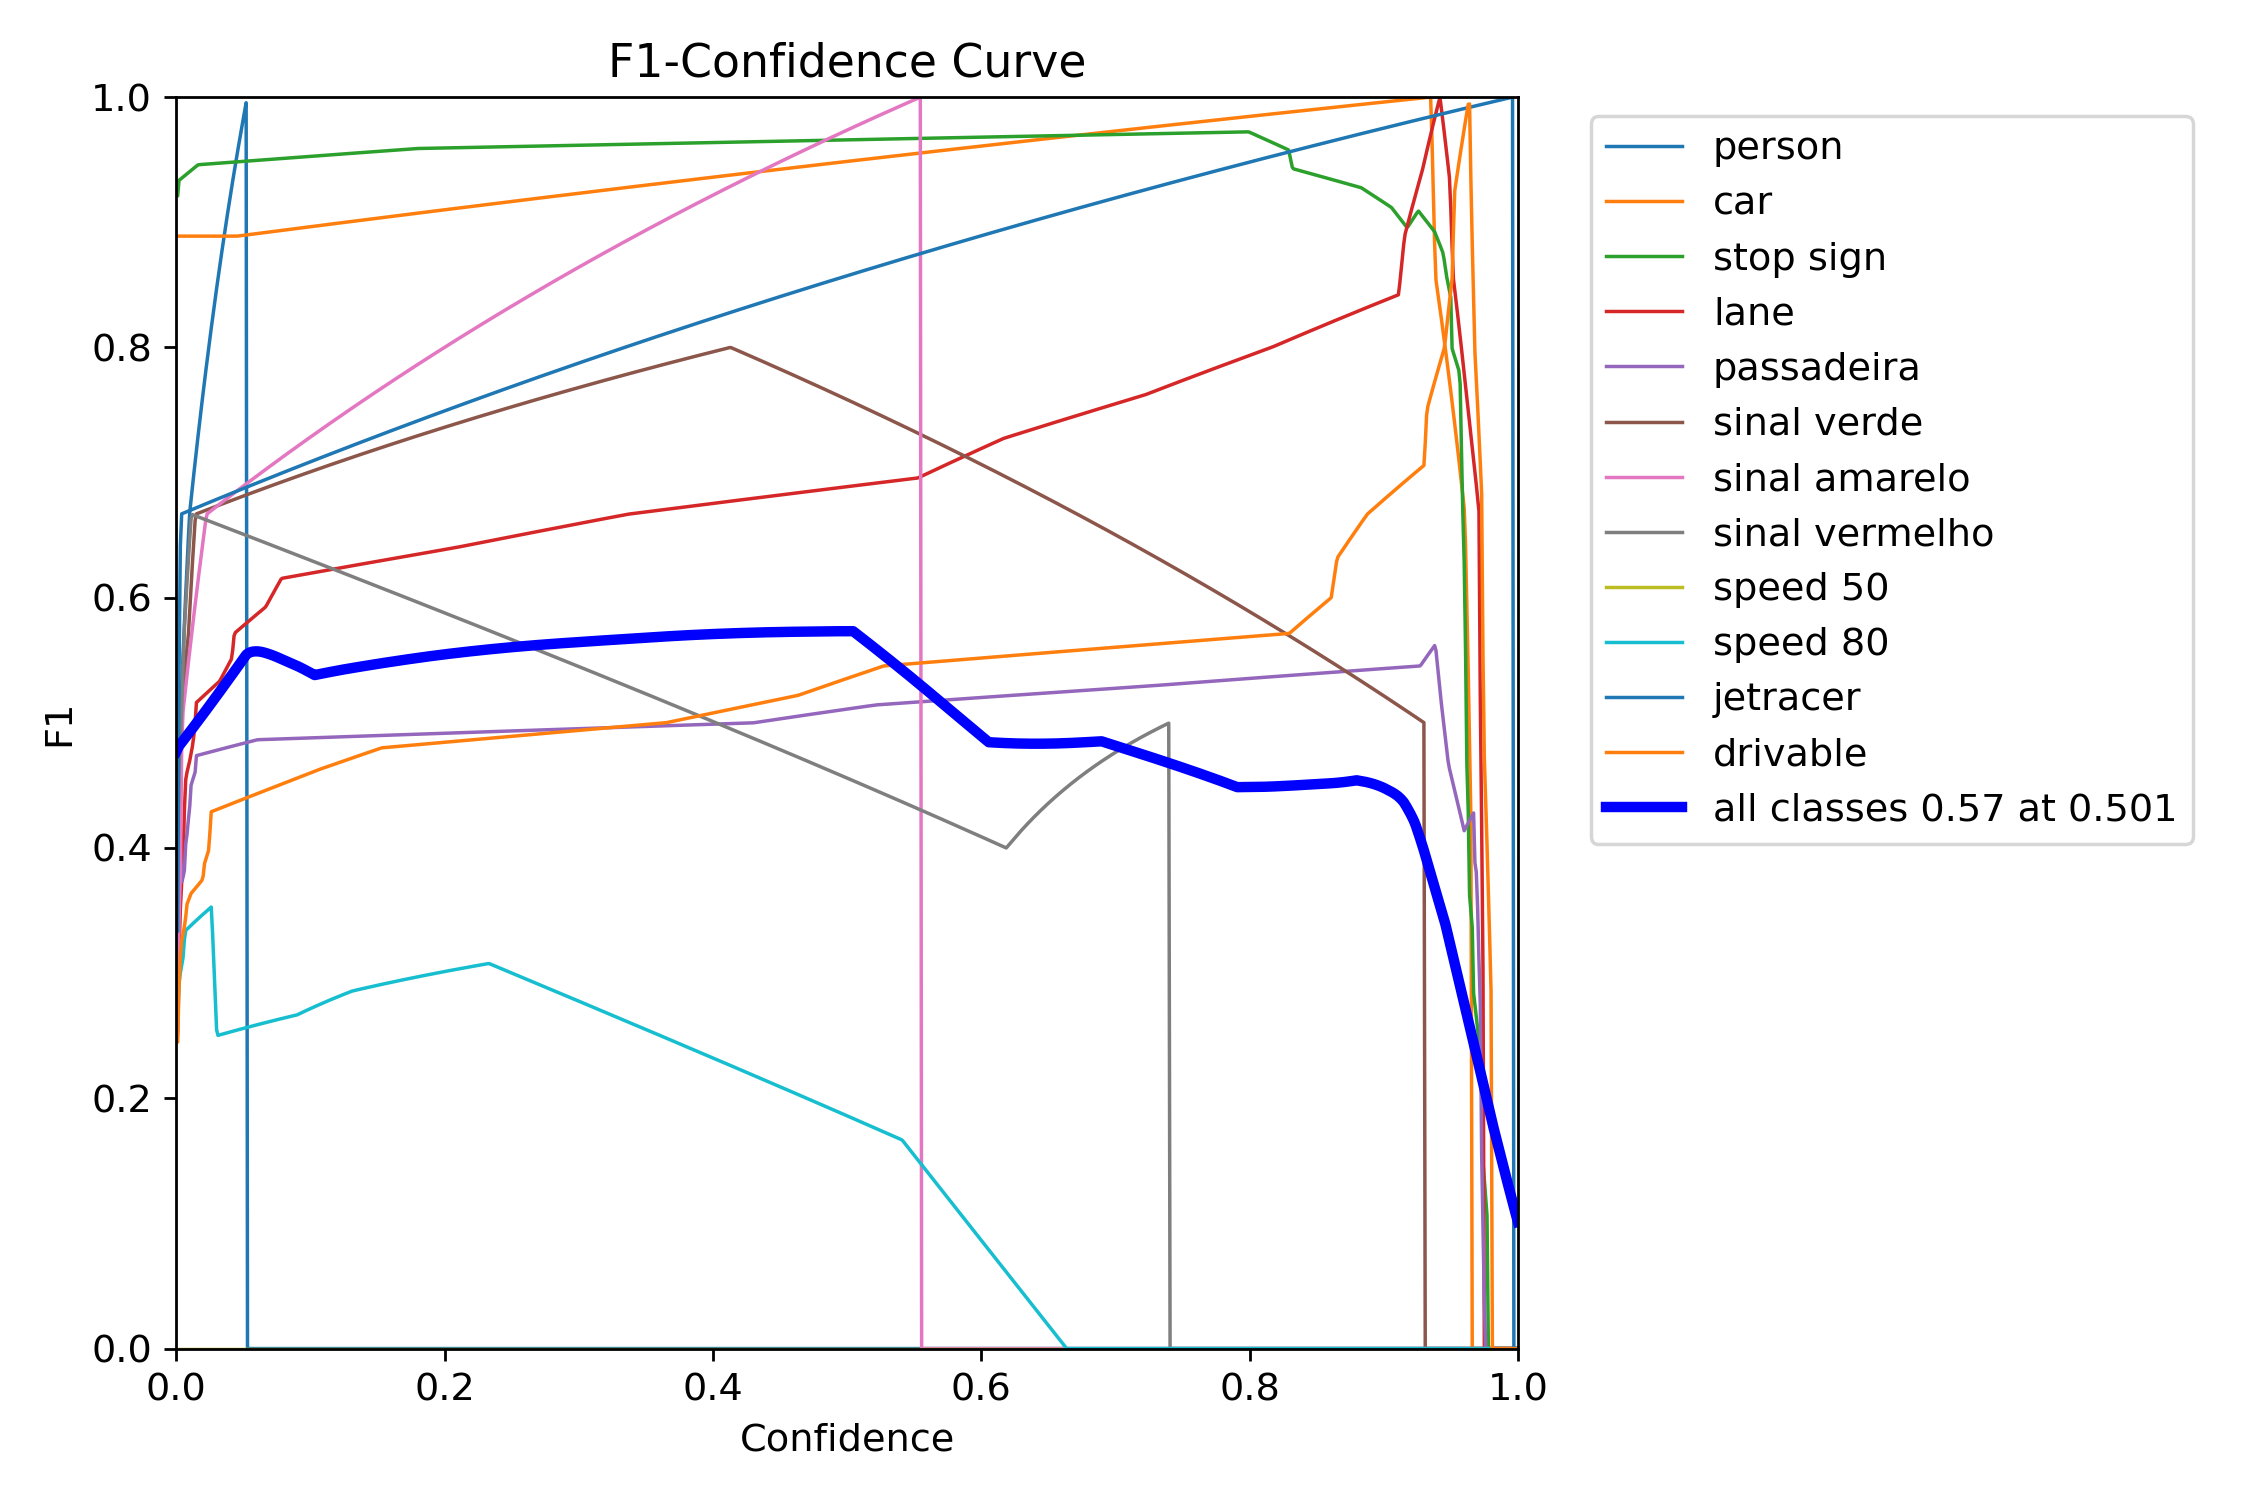 F1-Confidence Curve
1.0
0.8
0.6
0.4
0.2
0.0
F1
0.0 0.2 0.4 0.6 0.8 1.0
Confidence
person
car
stop sign
lane
passadeira
sinal verde
sinal amarelo
sinal vermelho
speed 50
speed 80
jetracer
drivable
all classes 0.57 at 0.501